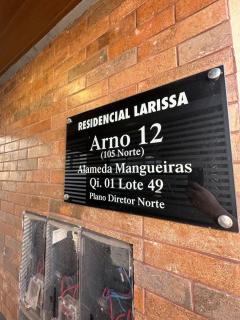 RESIDENCIAL LARISSA
Arno 12
(105 Norte)
Alameda Mangueiras
Qi. 01 Lote 49
Plano Diretor Norte